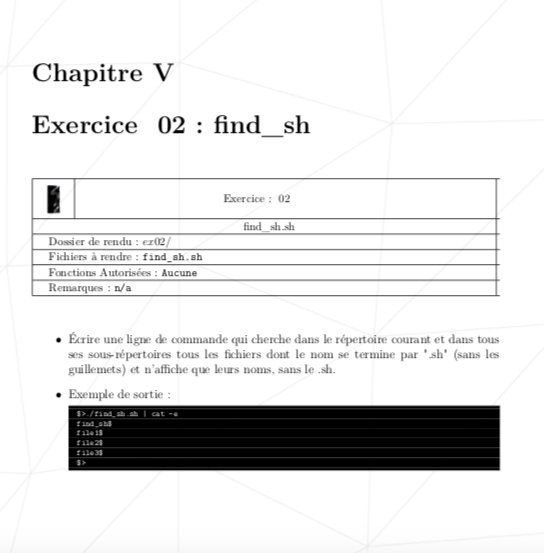 Chapitre V
Exercice 02 : find_sh
Exercice : 02
find_sh.sh
Dossier de rendu : ex02/
Fichiers à rendre : find_sh.sh
Fonctions Autorisées : Aucune
Remarques : n/a
• Écrire une ligne de commande qui cherche dans le répertoire courant et dans tous
ses sous-répertoires tous les fichiers dont le nom se termine par ".sh" (sans les
guillemets) et n'affiche que leurs noms, sans le .sh.
• Exemple de sortie :
$>./find_sh.sh | cat -e
find_sh$
file1$
file2$
file3$
$>